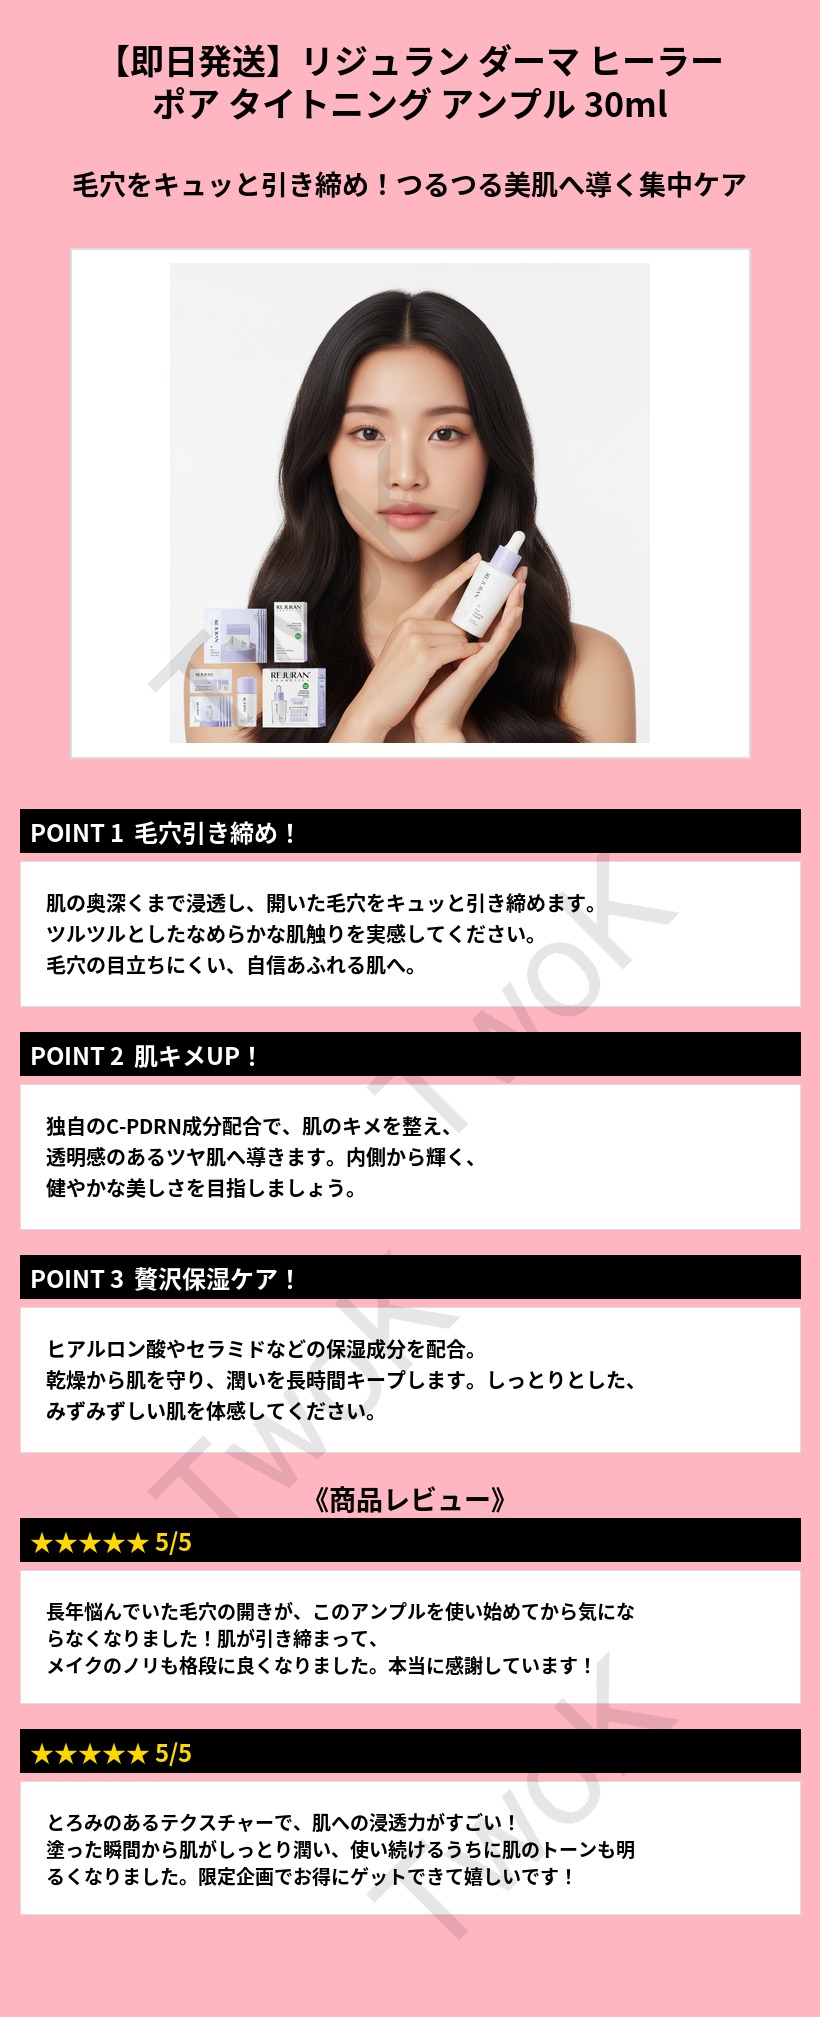 【即日発送】リジュラン ダーマ ヒーラー
ポア タイトニング アンプル 30ml
毛穴をキュッと引き締め！つるつる美肌へ導く集中ケア
REJURAN
REJURAN
REJURAN
COSMETICS
REJURAN
REJURAN
COSMETICS
POINT 1 毛穴引き締め！
肌の奥深くまで浸透し、開いた毛穴をキュッと引き締めます。
ツルツルとしたなめらかな肌触りを実感してください。
毛穴の目立ちにくい、自信あふれる肌へ。
POINT 2 肌キメUP！
独自のC-PDRN成分配合で、肌のキメを整え、
透明感のあるツヤ肌へ導きます。内側から輝く、
健やかな美しさを目指しましょう。
POINT 3 贅沢保湿ケア！
ヒアルロン酸やセラミドなどの保湿成分を配合。
乾燥から肌を守り、潤いを長時間キープします。しっとりとした、
みずみずしい肌を体感してください。
《商品レビュー》
★★★★★ 5/5
長年悩んでいた毛穴の開きが、このアンプルを使い始めてから気にな
らなくなりました！肌が引き締まって、
メイクのノリも格段に良くなりました。本当に感謝しています！
★★★★★ 5/5
とろみのあるテクスチャーで、肌への浸透力がすごい！
塗った瞬間から肌がしっとり潤い、使い続けるうちに肌のトーンも明
るくなりました。限定企画でお得にゲットできて嬉しいです！
TwoK
TwoK
TwoK
TwoK